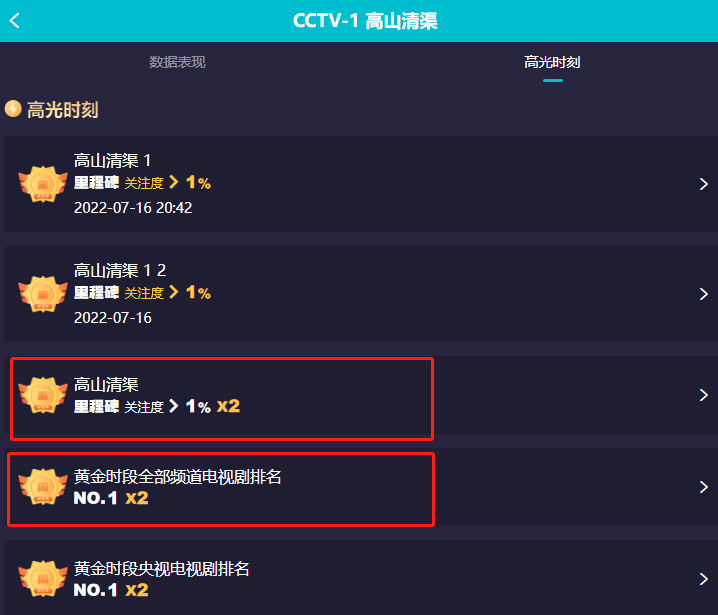 CCTV-1 高山清渠
数据表现 高光时刻
高光时刻
高山清渠 1
里程碑 关注度 > 1%
2022-07-16 20:42
高山清渠 1 2
里程碑 关注度 > 1%
2022-07-16
高山清渠
里程碑 关注度 > 1% x2
黄金时段全部频道电视剧排名
NO.1 x2
黄金时段央视电视剧排名
NO.1 x2